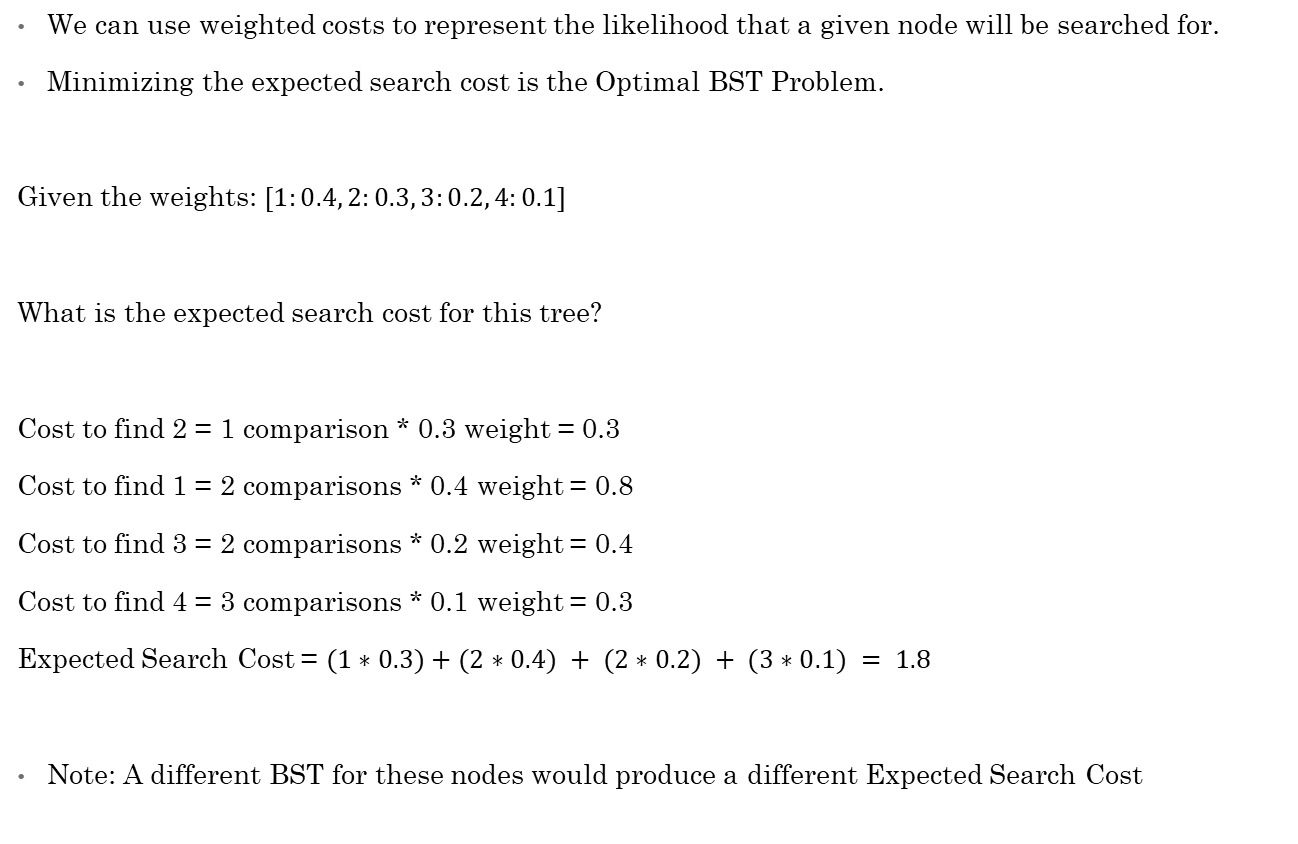 • We can use weighted costs to represent the likelihood that a given node will be searched for.
• Minimizing the expected search cost is the Optimal BST Problem.
Given the weights: [1: 0.4, 2: 0.3, 3: 0.2, 4: 0.1]
What is the expected search cost for this tree?
Cost to find 2 = 1 comparison * 0.3 weight = 0.3
Cost to find 1 = 2 comparisons * 0.4 weight = 0.8
Cost to find 3 = 2 comparisons * 0.2 weight = 0.4
Cost to find 4 = 3 comparisons * 0.1 weight = 0.3
Expected Search Cost = (1 ∗ 0.3) + (2 ∗ 0.4) + (2 ∗ 0.2) + (3 ∗ 0.1) = 1.8
• Note: A different BST for these nodes would produce a different Expected Search Cost